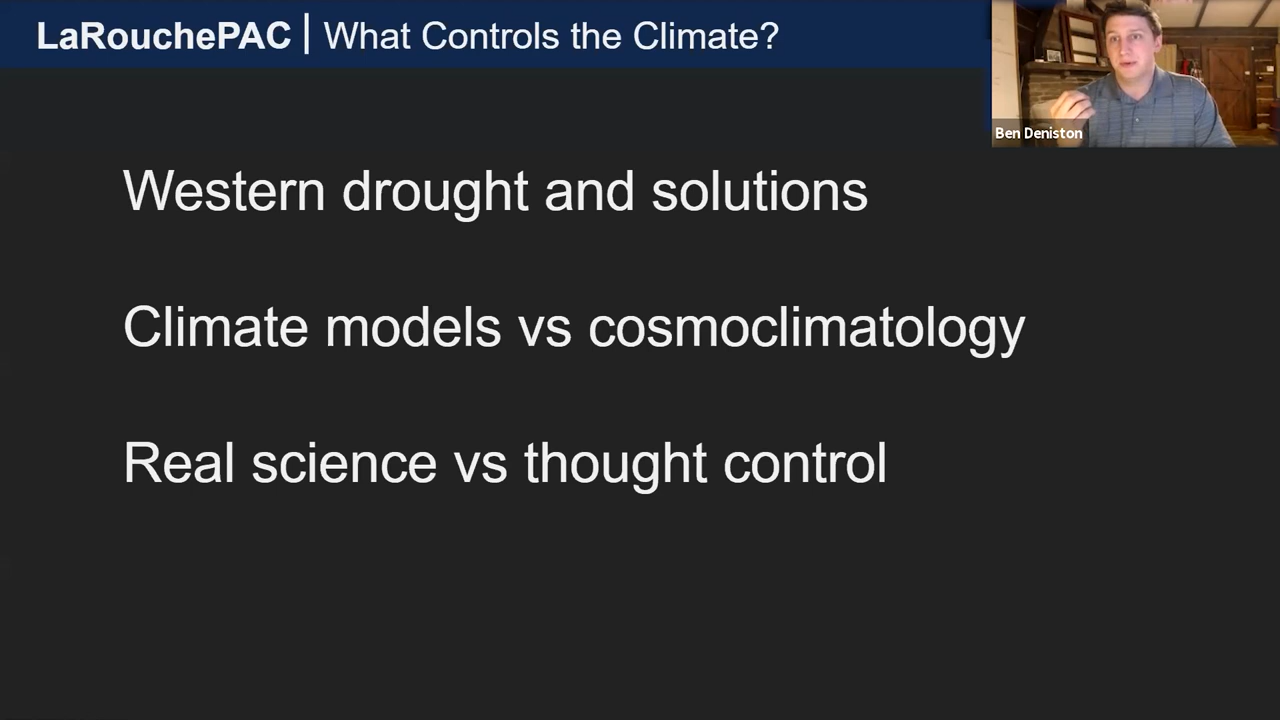 LaRouchePAC | What Controls the Climate?
Ben Deniston
Western drought and solutions
Climate models vs cosmoclimatology
Real science vs thought control